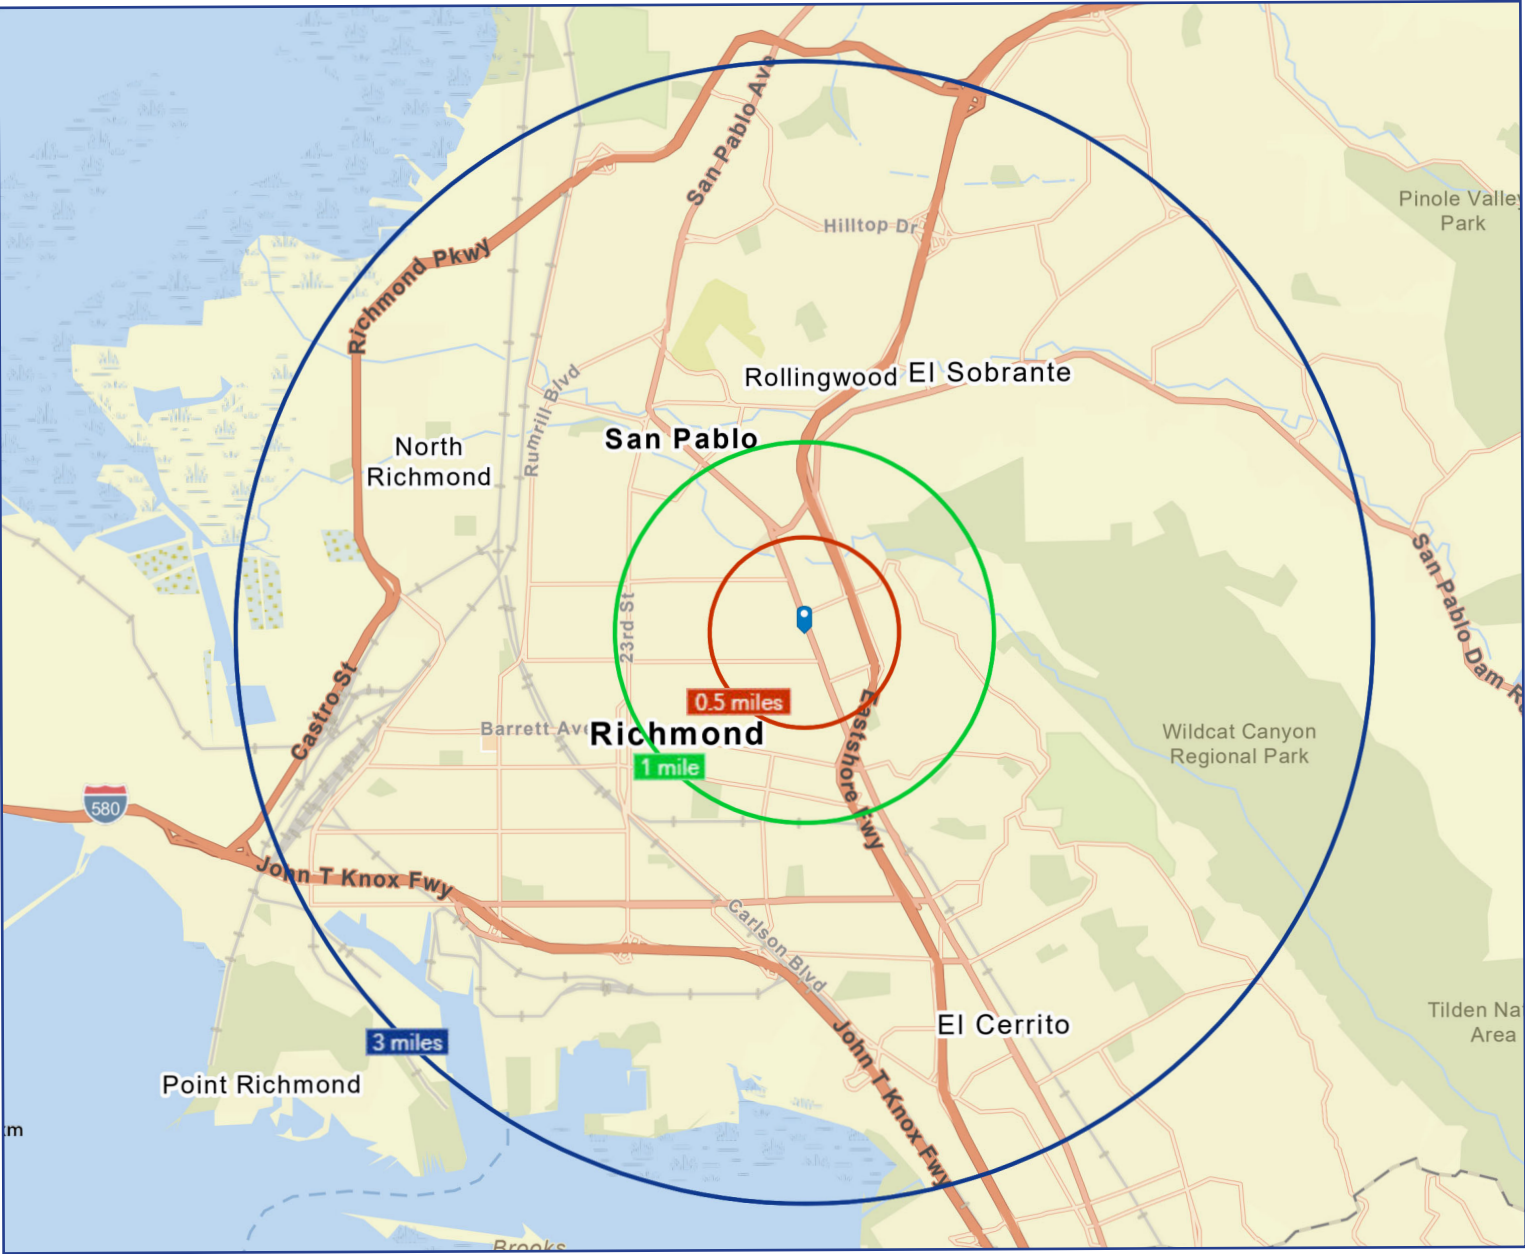 San Pablo Ave
Pinole Valley
Park
Hilltop Dr
Richmond Pkwy
Rumrill Blvd
Rollingwood
El Sobrante
San Pablo
North
Richmond
San Pablo Dam
23rd St
Castro St
0.5 miles
Barrett Ave
Richmond
Eastshore Fwy
1 mile
Wildcat Canyon
Regional Park
580
John T Knox Fwy
Carlson Blvd
Tilden Na
Area
El Cerrito
3 miles
John T Knox Fwy
Point Richmond
Brooks